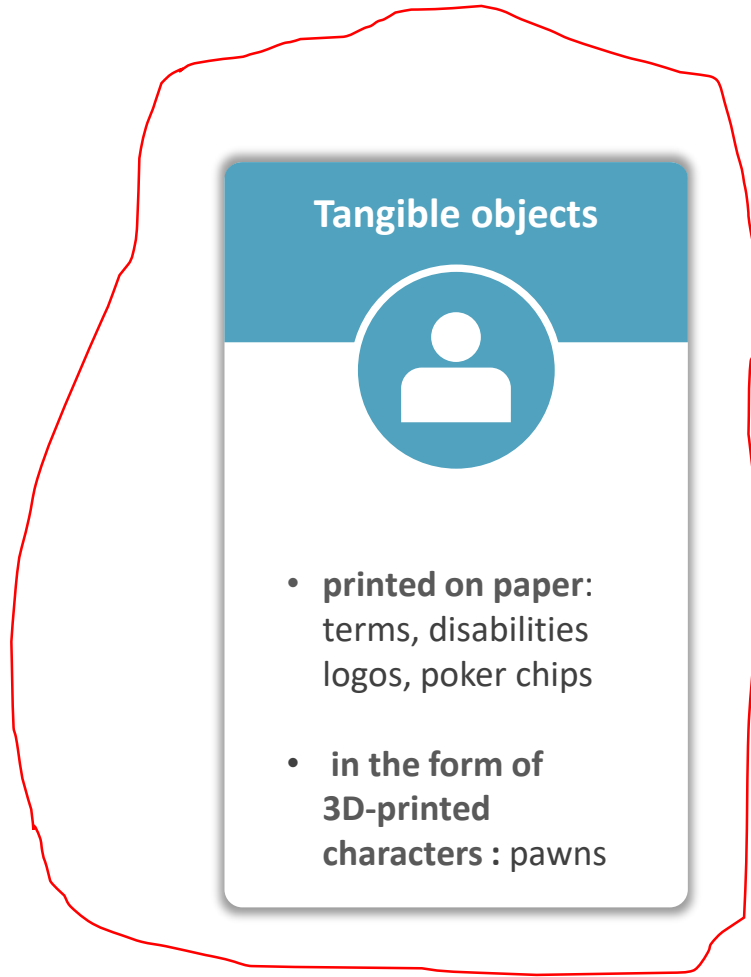 Tangible objects
• printed on paper:
terms, disabilities
logos, poker chips
• in the form of
3D-printed
characters : pawns